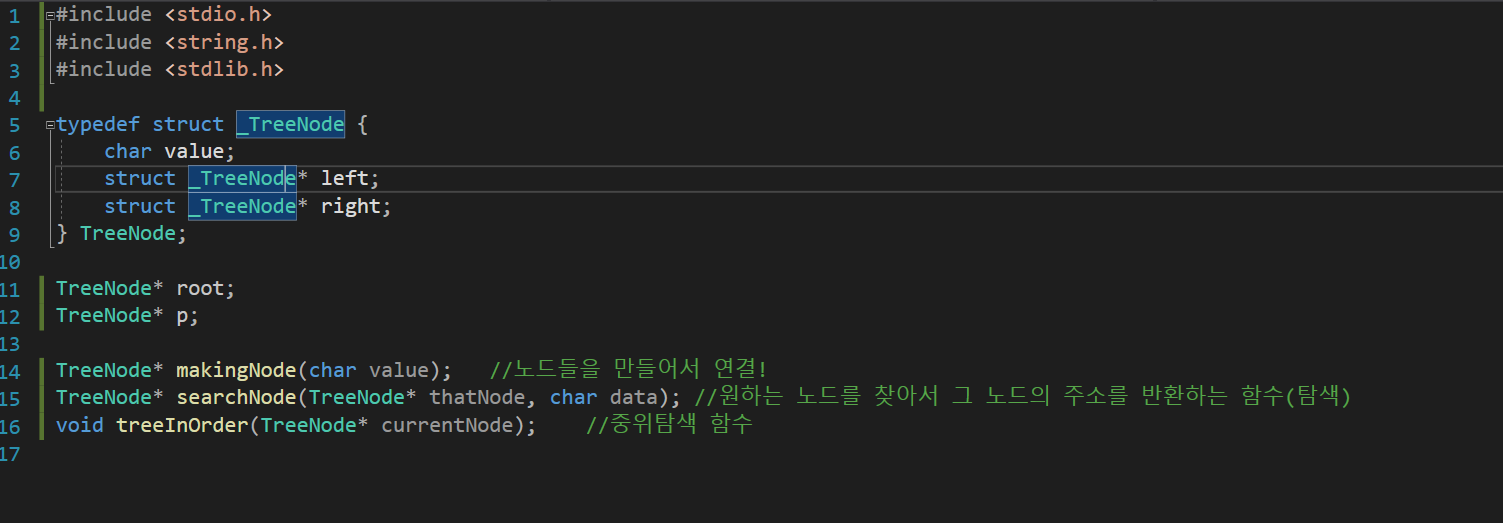 1 #include <stdio.h>
2 #include <string.h>
3 #include <stdlib.h>
4
5 typedef struct _TreeNode {
6 char value;
7 struct _TreeNode* left;
8 struct _TreeNode* right;
9 } TreeNode;
10
11 TreeNode* root;
12 TreeNode* p;
13
14 TreeNode* makingNode(char value); //노드들을 만들어서 연결!
15 TreeNode* searchNode(TreeNode* thatNode, char data); //원하는 노드를 찾아서 그 노드의 주소를 반환하는 함수(탐색)
16 void treeInOrder(TreeNode* currentNode); //중위탐색 함수
17